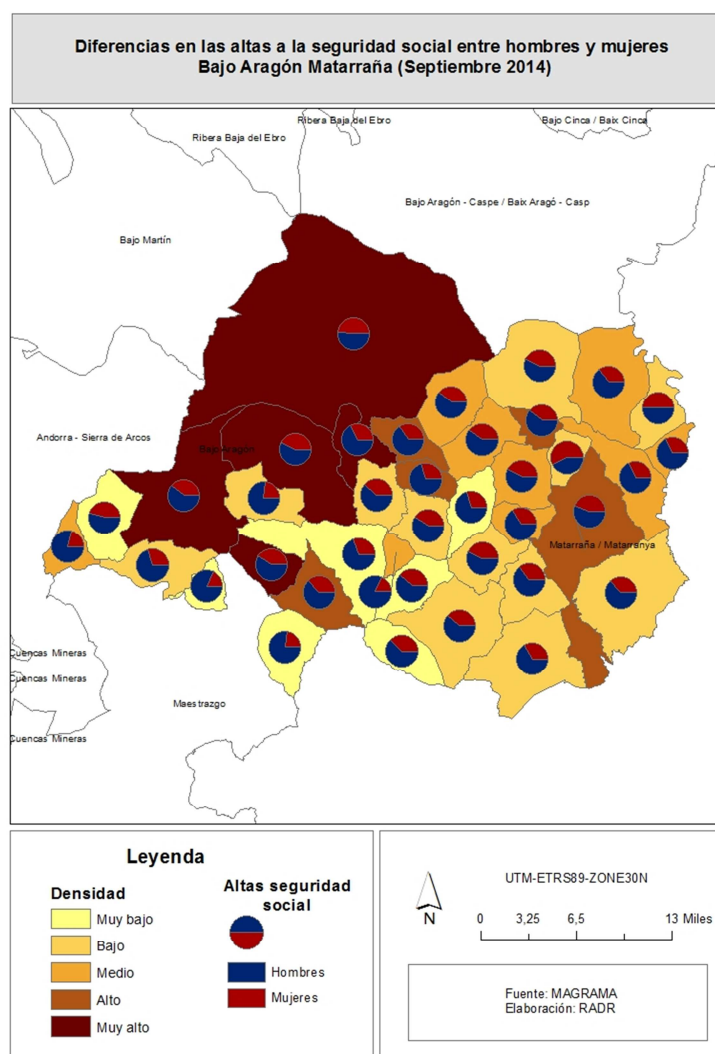 Diferencias en las altas a la seguridad social entre hombres y mujeres
Bajo Aragón Matarraña (Septiembre 2014)
Ribera Baja del Ebro
Bajo Cinca / Baix Cinca
Ribera Baja del Ebro
Bajo Aragón - Caspe / Baix Aragó - Casp
Bajo Martín
Andorra - Sierra de Arcos
Bajo Aragón
Matarraña / Matarranya
Cuencas Mineras
Cuencas Mineras
Maestrazgo
Cuencas Mineras
Leyenda
Densidad
Muy bajo
Bajo
Medio
Alto
Muy alto
Altas seguridad
social
Hombres
Mujeres
N
UTM-ETRS89-ZONE30N
0 3,25 6,5 13 Miles
Fuente: MAGRAMA
Elaboración: RADR